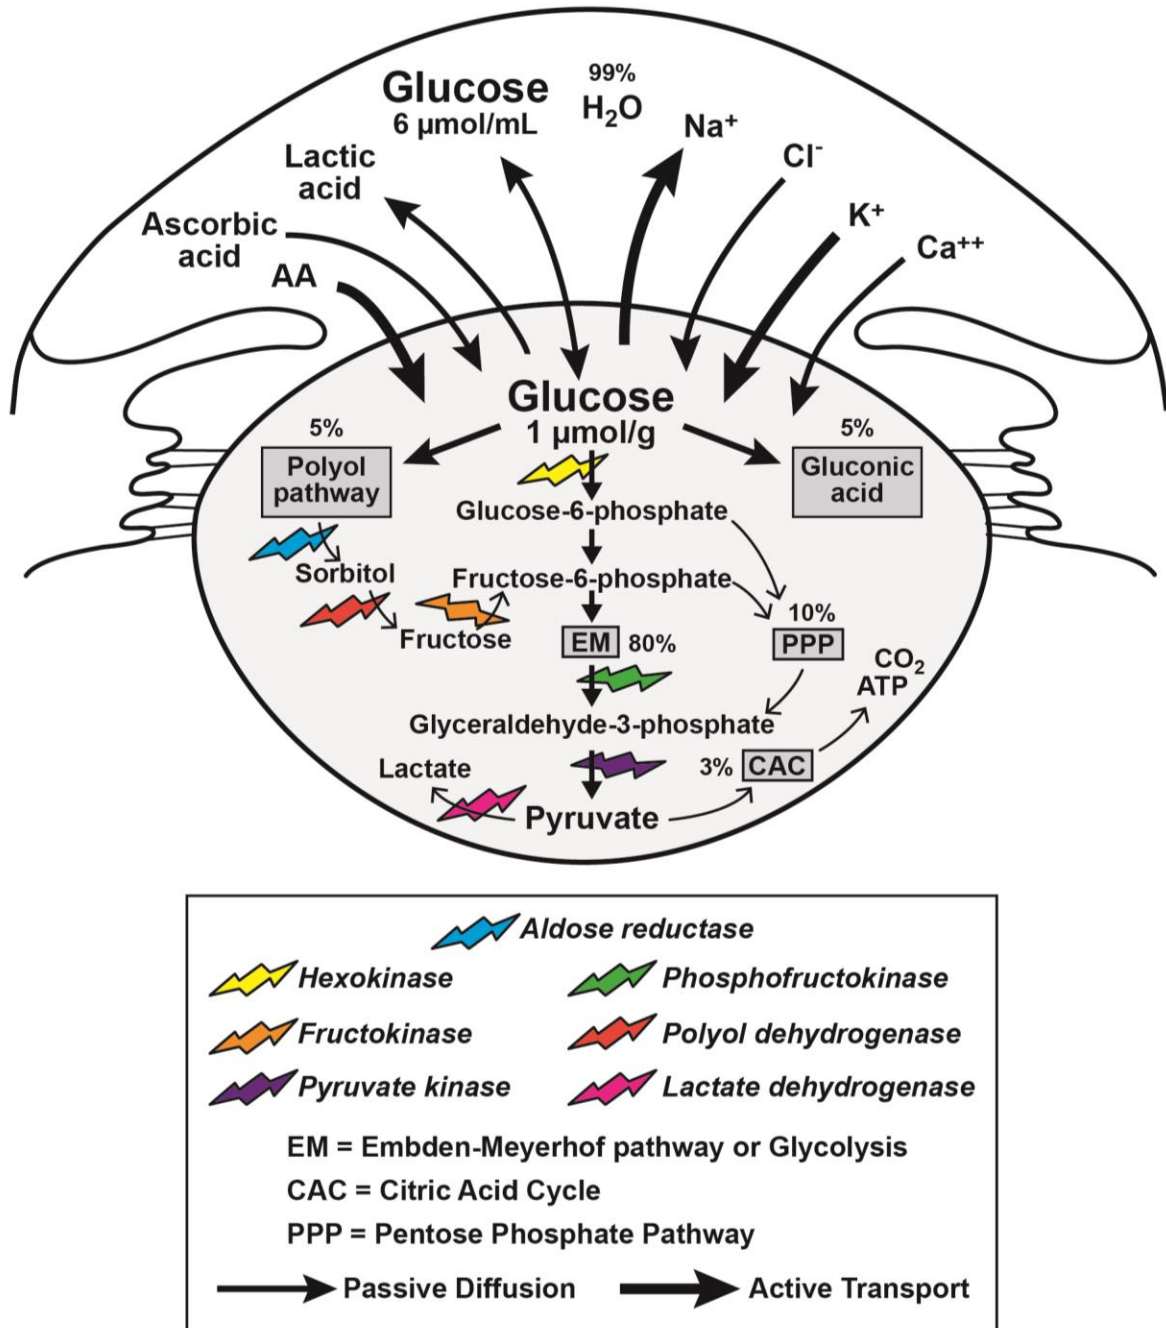 99%
Glucose
H₂O
6 µmol/mL
Na⁺
Lactic
acid
Cl⁻
Ascorbic
acid
K⁺
AA
Ca⁺⁺
Glucose
1 µmol/g
5%
Polyol
pathway
5%
Gluconic
acid
Glucose-6-phosphate
Sorbitol
Fructose-6-phosphate
Fructose
EM 80%
10%
PPP
CO₂
ATP
Glyceraldehyde-3-phosphate
Lactate
3% CAC
Pyruvate
Aldose reductase
Hexokinase
Phosphofructokinase
Fructokinase
Polyol dehydrogenase
Pyruvate kinase
Lactate dehydrogenase
EM = Embden-Meyerhof pathway or Glycolysis
CAC = Citric Acid Cycle
PPP = Pentose Phosphate Pathway
Passive Diffusion
Active Transport